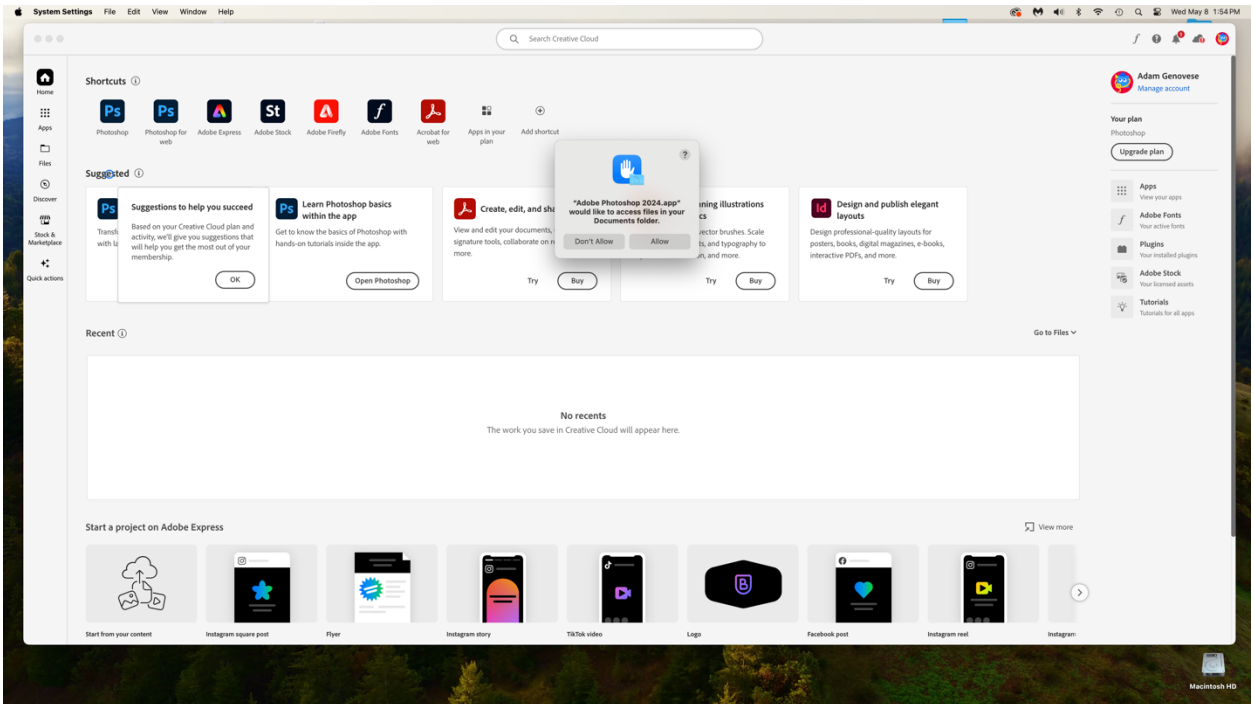 System Settings File Edit View Window Help
Wed May 8 1:54PM
Search Creative Cloud
Home
Apps
Files
Discover
Stock &
Marketplace
Quick actions
Shortcuts
Ps
Ps
St
Photoshop
Photoshop for
web
Adobe Express
Adobe Stock
Adobe Firefly
Adobe Fonts
Acrobat for
web
Apps in your
plan
Add shortcut
Suggested
Ps
Suggestions to help you succeed
Based on your Creative Cloud plan and
activity, we'll give you suggestions that
will help you get the most out of your
membership.
OK
Ps
Learn Photoshop basics
within the app
Get to know the basics of Photoshop with
hands-on tutorials inside the app.
Open Photoshop
Create, edit, and sha
View and edit your documents,
signature tools, collaborate on
more.
Try Buy
"Adobe Photoshop 2024.app"
would like to access files in your
Documents folder.
Don't Allow Allow
ning illustrations
vector brushes. Scale
and typography to
and more.
Try Buy
Id
Design and publish elegant
layouts
Design professional-quality layouts for
posters, books, digital magazines, e-books,
interactive PDFs, and more.
Try Buy
Adam Genovese
Manage account
Your plan
Photoshop
Upgrade plan
Apps
View your apps
Adobe Fonts
Your active fonts
Plugins
Your installed plugins
Adobe Stock
Your licensed assets
Tutorials
Tutorials for all apps
Recent
Go to Files
No recents
The work you save in Creative Cloud will appear here.
Start a project on Adobe Express
View more
Start from your content
Instagram square post
Flyer
Instagram story
TikTok video
Logo
Facebook post
Instagram reel
Instagram
Macintosh HD